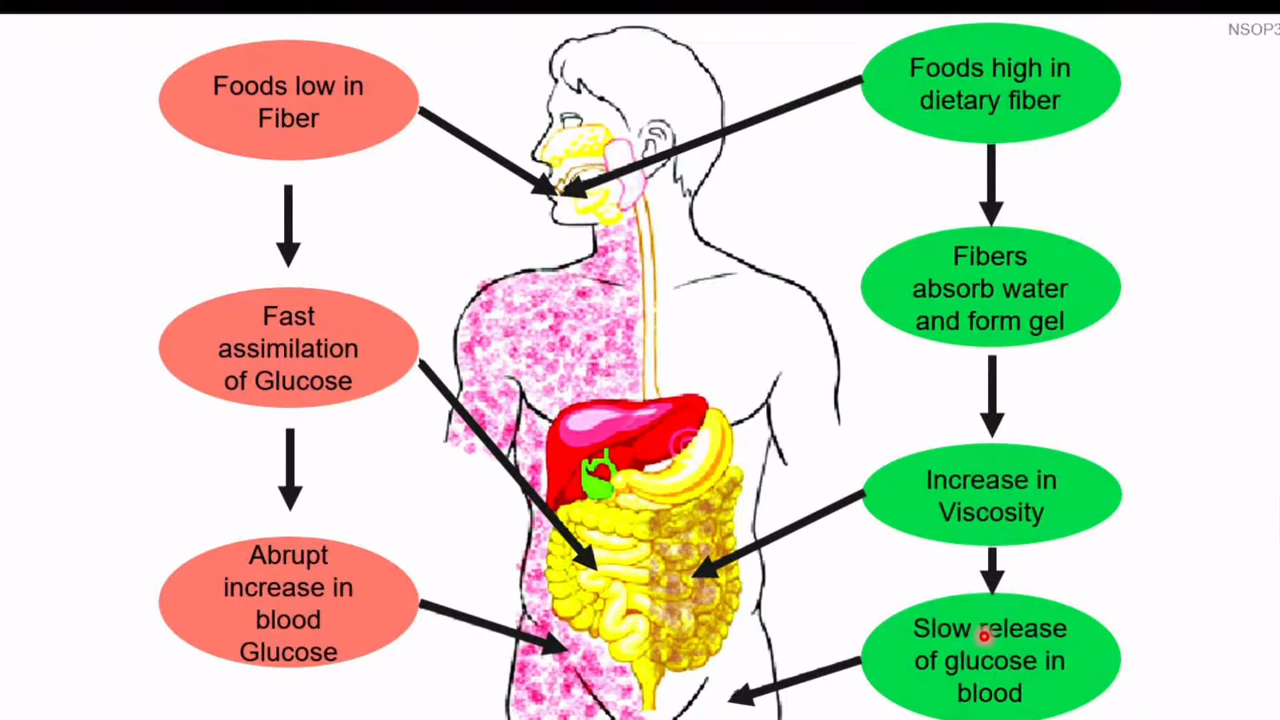 NSOP3
Foods low in
Fiber
Fast
assimilation
of Glucose
Abrupt
increase in
blood
Glucose
Foods high in
dietary fiber
Fibers
absorb water
and form gel
Increase in
Viscosity
Slow release
of glucose in
blood